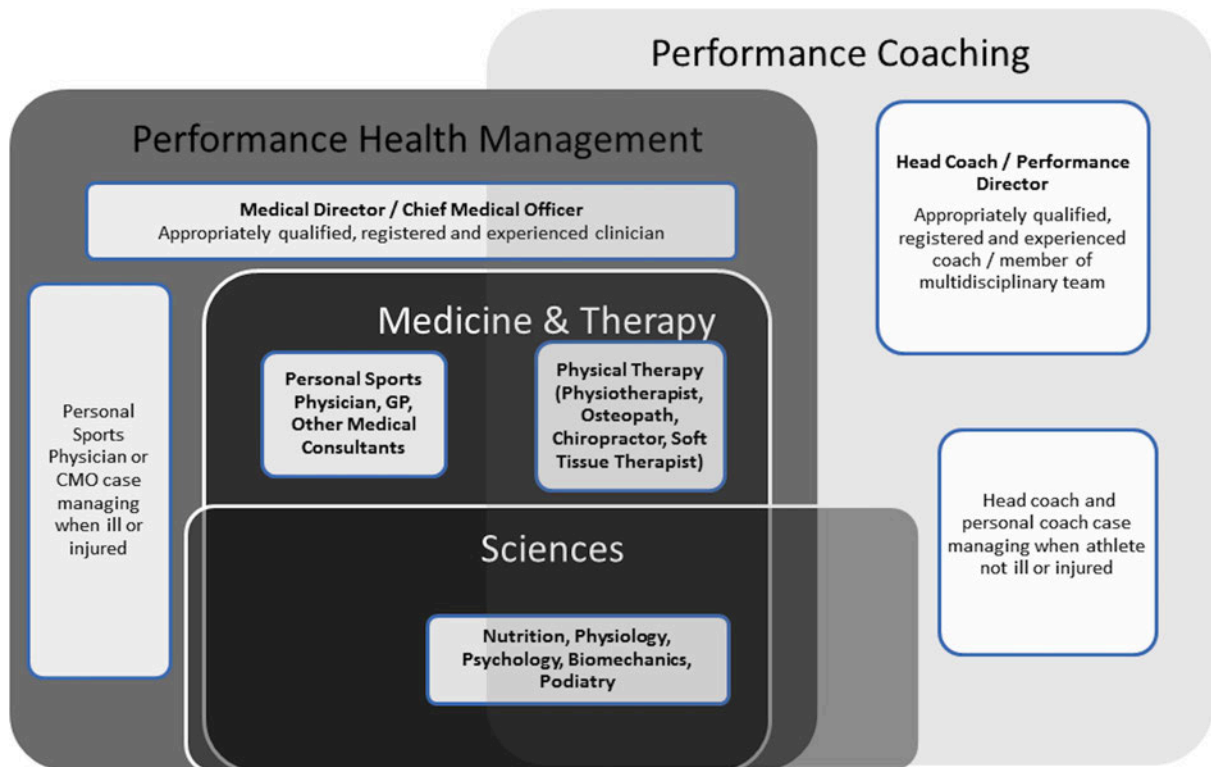 Performance Coaching
Performance Health Management
Medical Director / Chief Medical Officer
Appropriately qualified, registered and experienced clinician
Head Coach / Performance
Director
Appropriately qualified,
registered and experienced
coach / member of
multidisciplinary team
Personal
Sports
Physician or
CMO case
managing
when ill or
injured
Medicine & Therapy
Personal Sports
Physician, GP,
Other Medical
Consultants
Physical Therapy
(Physiotherapist,
Osteopath,
Chiropractor, Soft
Tissue Therapist)
Head coach and
personal coach case
managing when athlete
not ill or injured
Sciences
Nutrition, Physiology,
Psychology, Biomechanics,
Podiatry